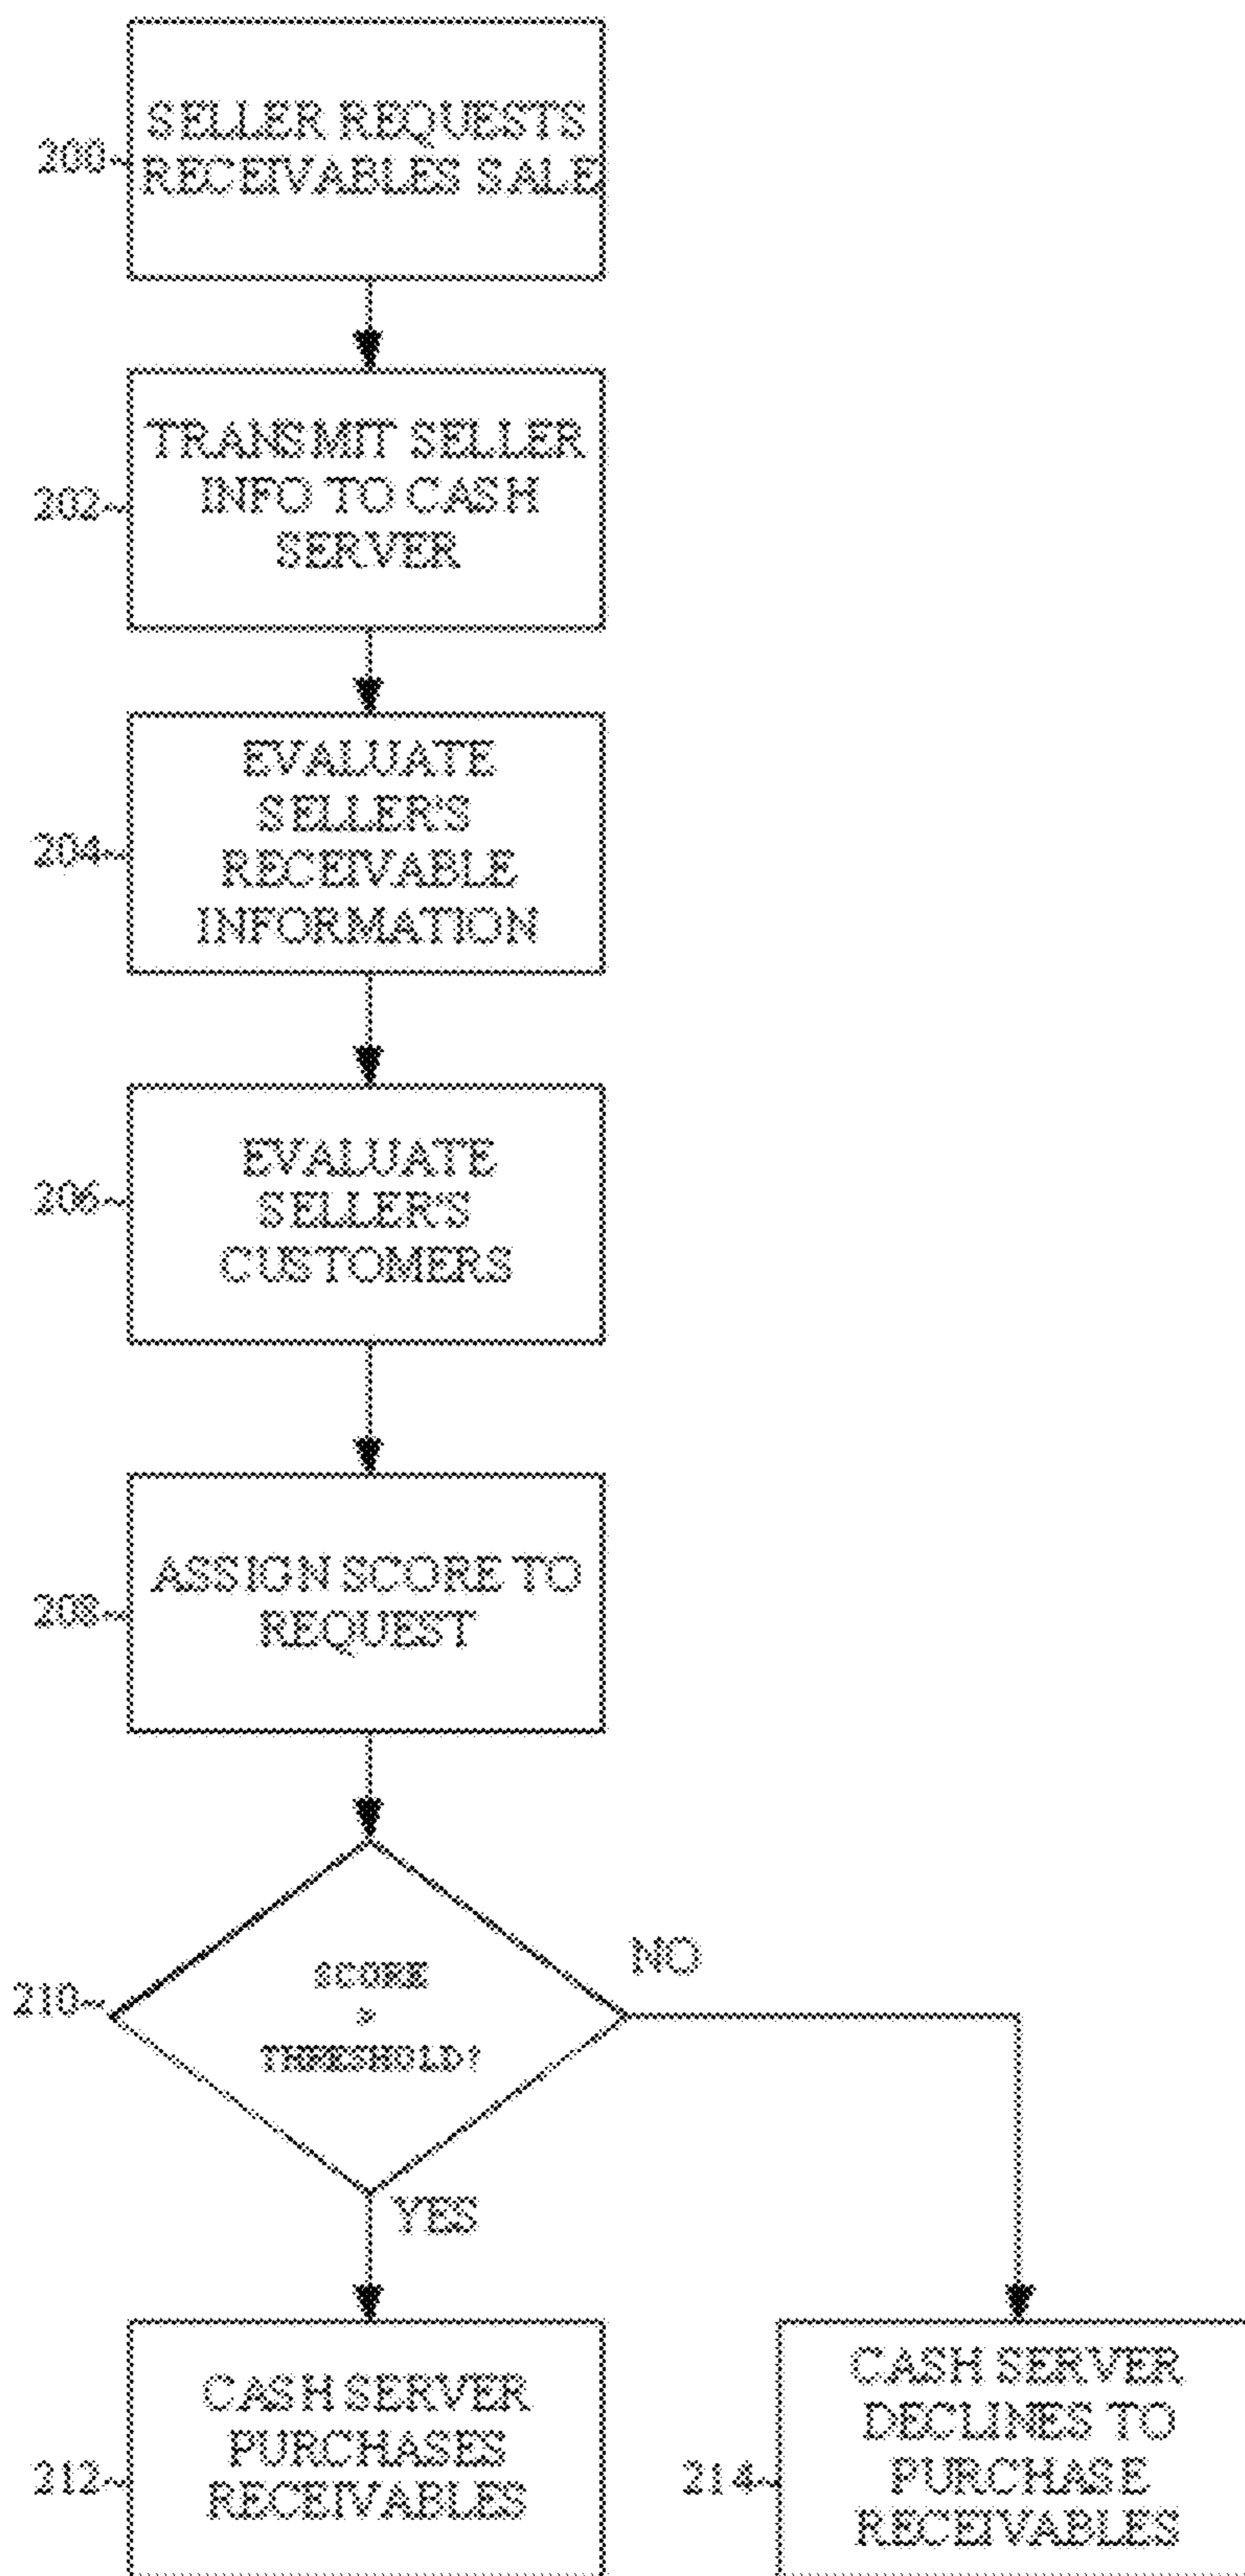 SELLER REQUESTS
200
RECEIVABLES SALE
TRANSMIT SELLER
202
INFO TO CASH
SERVER
EVALUATE
SELLER'S
204
RECEIVABLE
INFORMATION
EVALUATE
206
SELLER'S
CUSTOMERS
ASSIGN SCORE TO
208
REQUEST
NO
210
SCORE
>
THRESHOLD?
YES
CASH SERVER
PURCHASES
212
RECEIVABLES
CASH SERVER
DECLINES TO
214
PURCHASE
RECEIVABLES